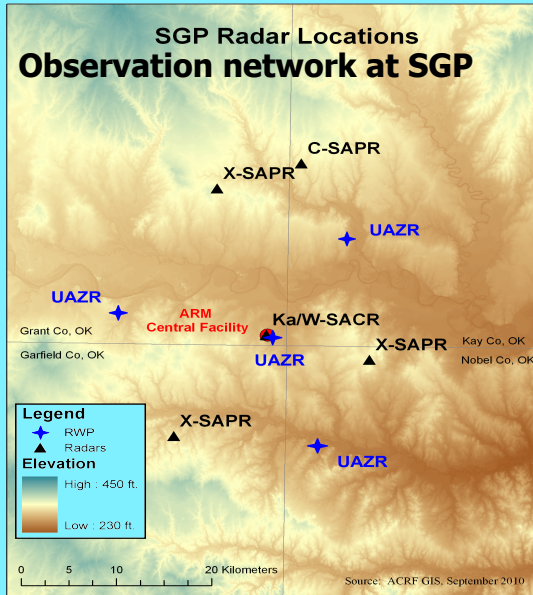 SGP Radar Locations
Observation network at SGP
C-SAPR
X-SAPR
UAZR
UAZR
ARM
Central Facility
Ka/W-SACR
Grant Co, OK
Kay Co, OK
X-SAPR
Garfield Co, OK
UAZR
Nobel Co, OK
X-SAPR
UAZR
Legend
RWP
Radars
Elevation
High : 450 ft.
Low : 230 ft.
0 5 10 20 Kilometers
Source: ACRF GIS, September 2010